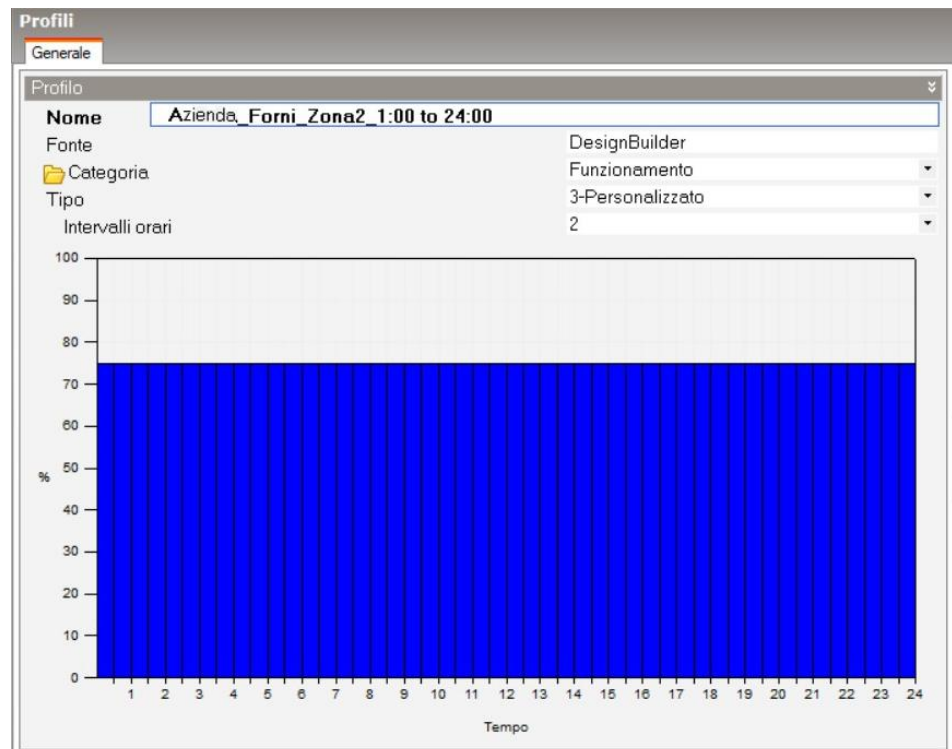 Profili
Generale
Profilo
Nome Azienda_Forni_Zona2_1:00 to 24:00
Fonte DesignBuilder
Categoria Funzionamento
Tipo 3-Personalizzato
Intervalli orari 2
100
90
80
70
60
50
%
40
30
20
10
0
1 2 3 4 5 6 7 8 9 10 11 12 13 14 15 16 17 18 19 20 21 22 23 24
Tempo